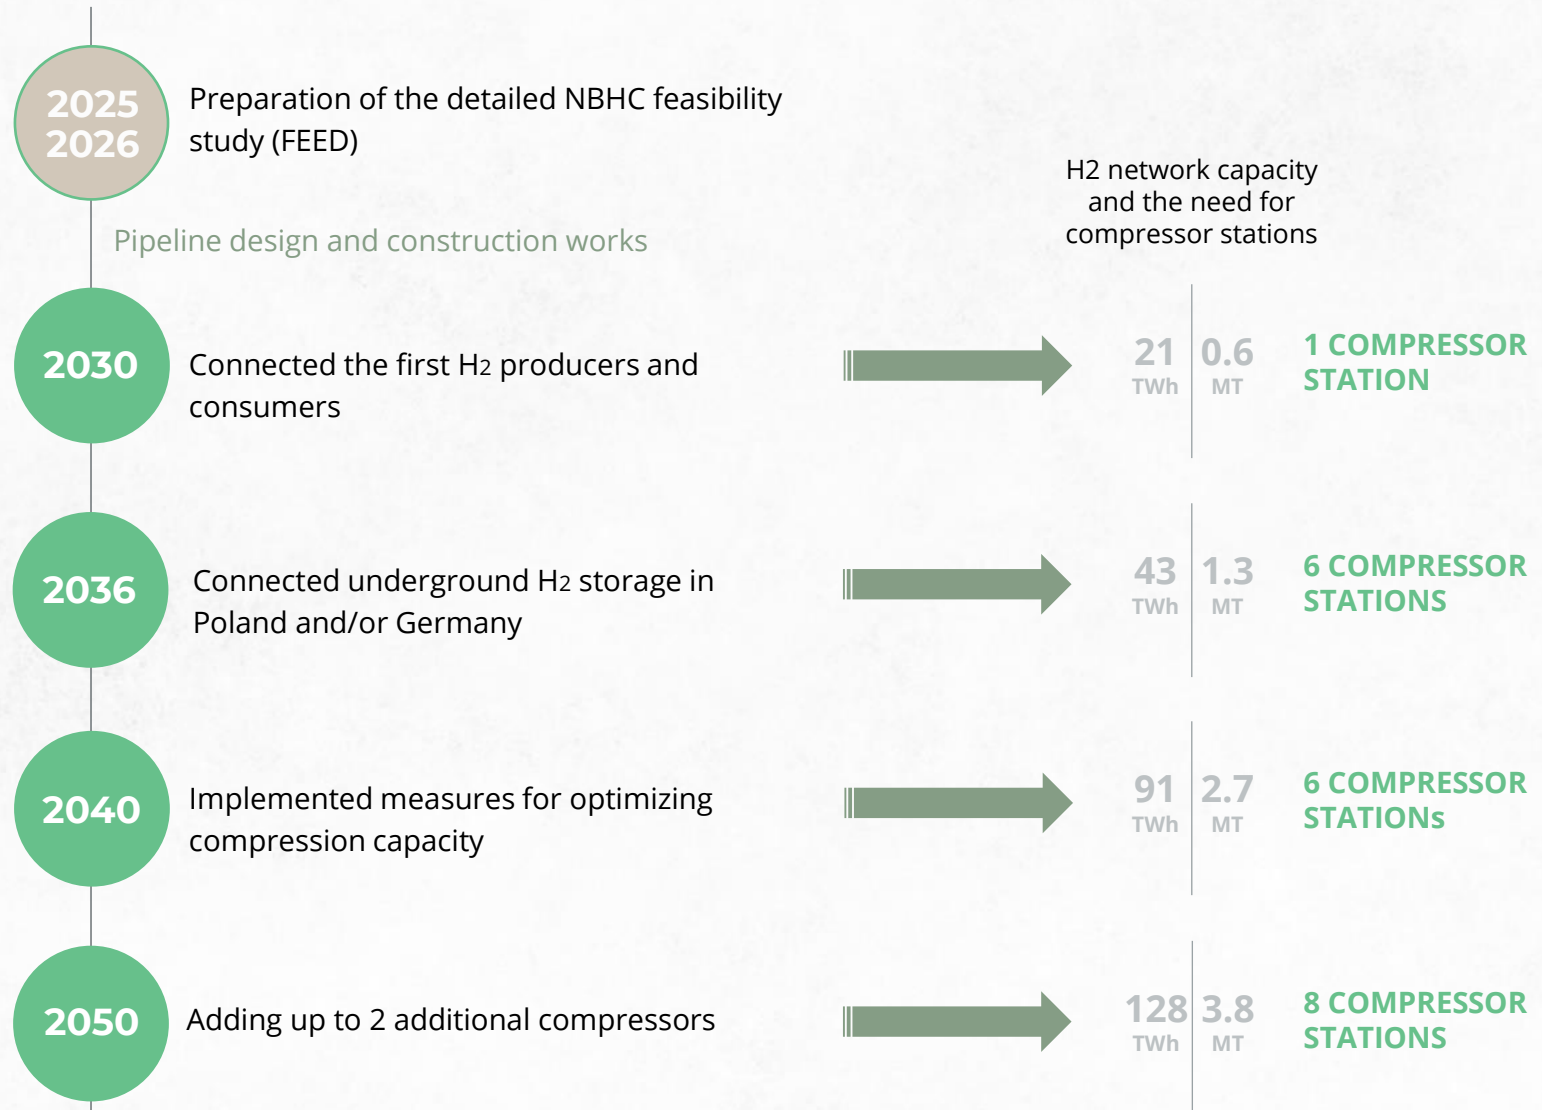 2025
2026
Preparation of the detailed NBHC feasibility
study (FEED)
H2 network capacity
and the need for
compressor stations
Pipeline design and construction works
2030
Connected the first H2 producers and
consumers
21 0.6
TWh MT
1 COMPRESSOR
STATION
2036
Connected underground H2 storage in
Poland and/or Germany
43 1.3
TWh MT
6 COMPRESSOR
STATIONS
2040
Implemented measures for optimizing
compression capacity
91 2.7
TWh MT
6 COMPRESSOR
STATIONs
2050
Adding up to 2 additional compressors
128 3.8
TWh MT
8 COMPRESSOR
STATIONS